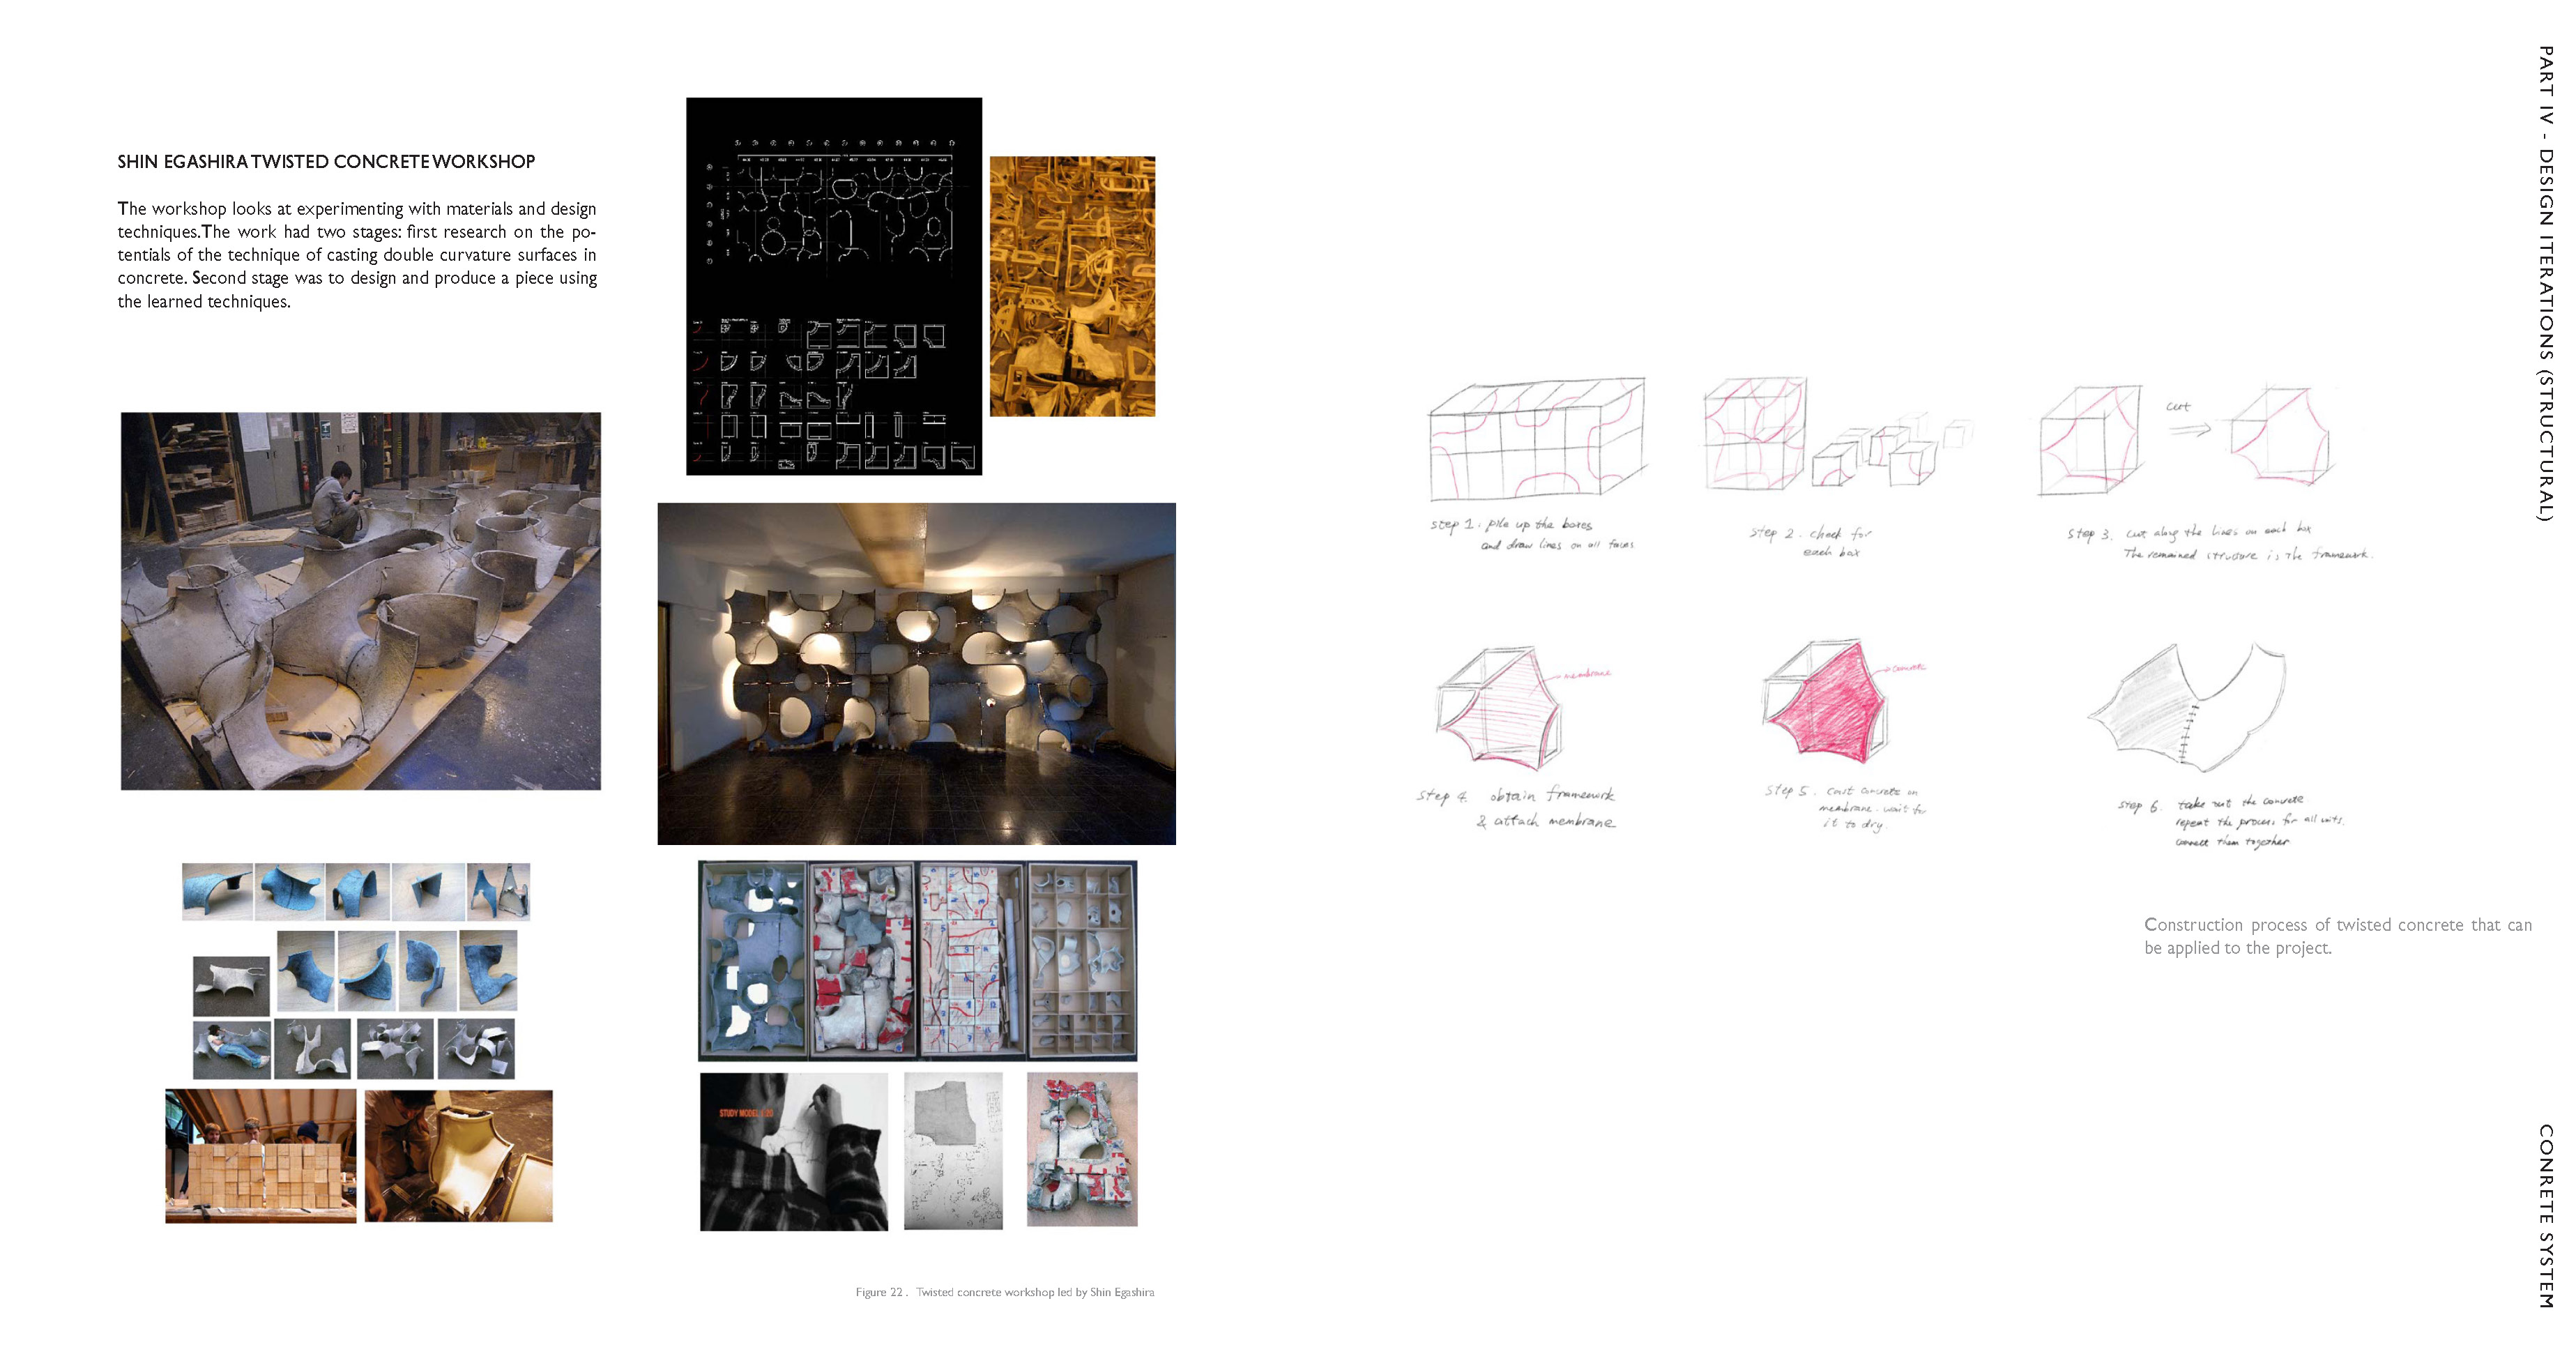 SHIN EGASHIRA TWISTED CONCRETE WORKSHOP
The workshop looks at experimenting with materials and design
techniques.The work had two stages: first research on the po-
tentials of the technique of casting double curvature surfaces in
concrete. Second stage was to design and produce a piece using
the learned techniques.
STUDY MODEL 1:20
Figure 22. Twisted concrete workshop led by Shin Egashira
cut
step 1. pile up the boxes
and draw lines on all faces
step 2. check for
each box
step 3. cut along the lines on each box
The remained structure is the framework.
membrane
concrete
step 4. obtain framework
& attach membrane
step 5. cast concrete on
membrane. wait for
it to dry.
step 6. take out the concrete
repeat the process for all units.
connect them together
Construction process of twisted concrete that can
be applied to the project.
PART IV - DESIGN ITERATIONS (STRUCTURAL)
CONRETE SYSTEM